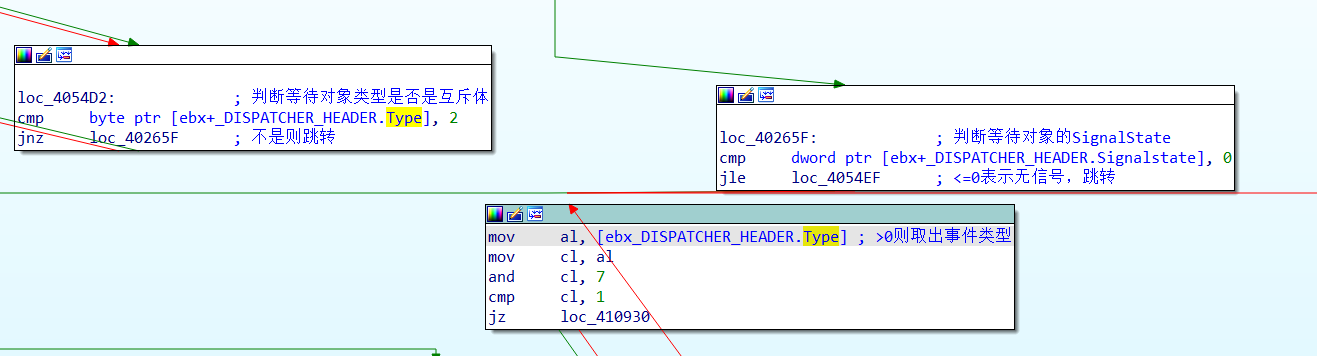 loc_4054D2: ; 判断等待对象类型是否是互斥体
cmp byte ptr [ebx+_DISPATCHER_HEADER.Type], 2
jnz loc_40265F ; 不是则跳转
loc_40265F: ; 判断等待对象的SignalState
cmp dword ptr [ebx+_DISPATCHER_HEADER.Signalstate], 0
jle loc_4054EF ; <=0表示无信号，跳转
mov al, [ebx_DISPATCHER_HEADER.Type] ; >0则取出事件类型
mov cl, al
and cl, 7
cmp cl, 1
jz loc_410930